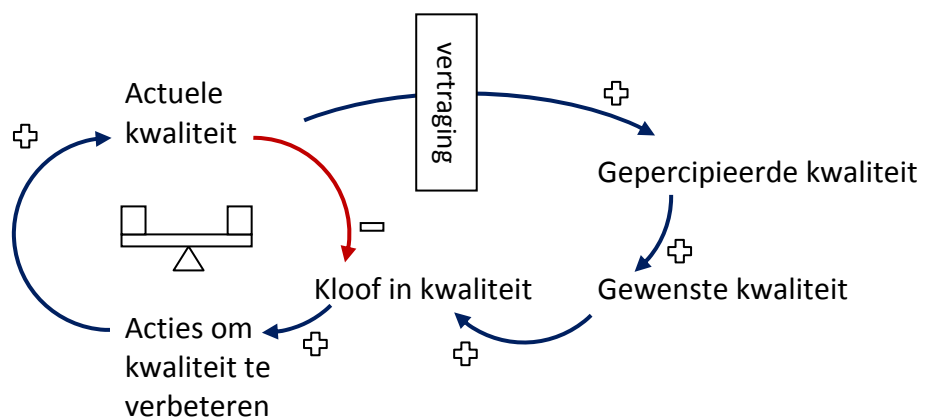 vertraging
Actuele
kwaliteit
Gepercipieerde kwaliteit
Kloof in kwaliteit
Gewenste kwaliteit
Acties om
kwaliteit te
verbeteren